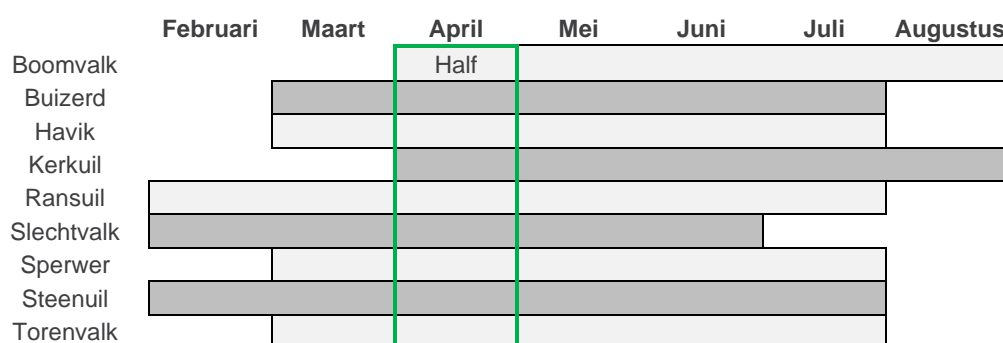 Februari Maart April Mei Juni Juli Augustus
Boomvalk Half
Buizerd
Havik
Kerkuil
Ransuil
Slechtvalk
Sperwer
Steenuil
Torenvalk